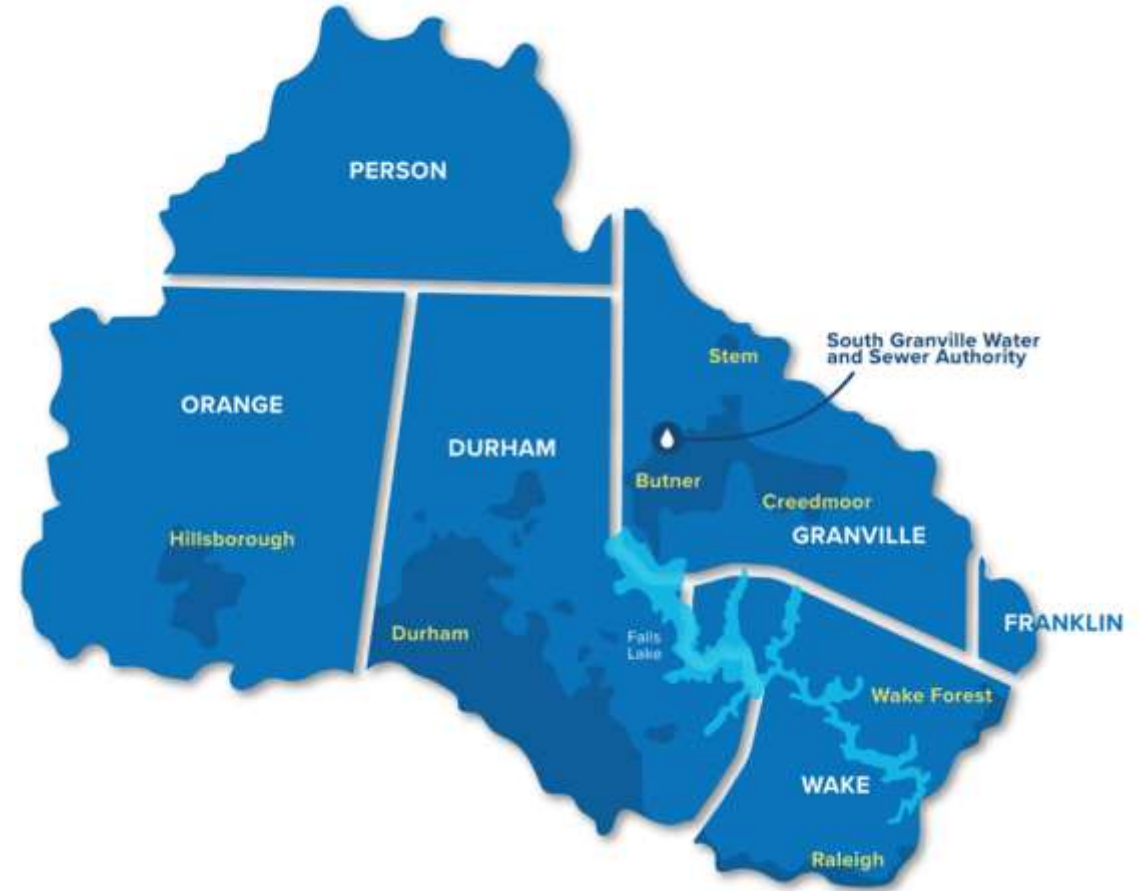 PERSON
South Granville Water
and Sewer Authority
Stem
ORANGE
DURHAM
Butner
Creedmoor
GRANVILLE
Hillsborough
FRANKLIN
Durham
Falls
Lake
Wake Forest
WAKE
Raleigh